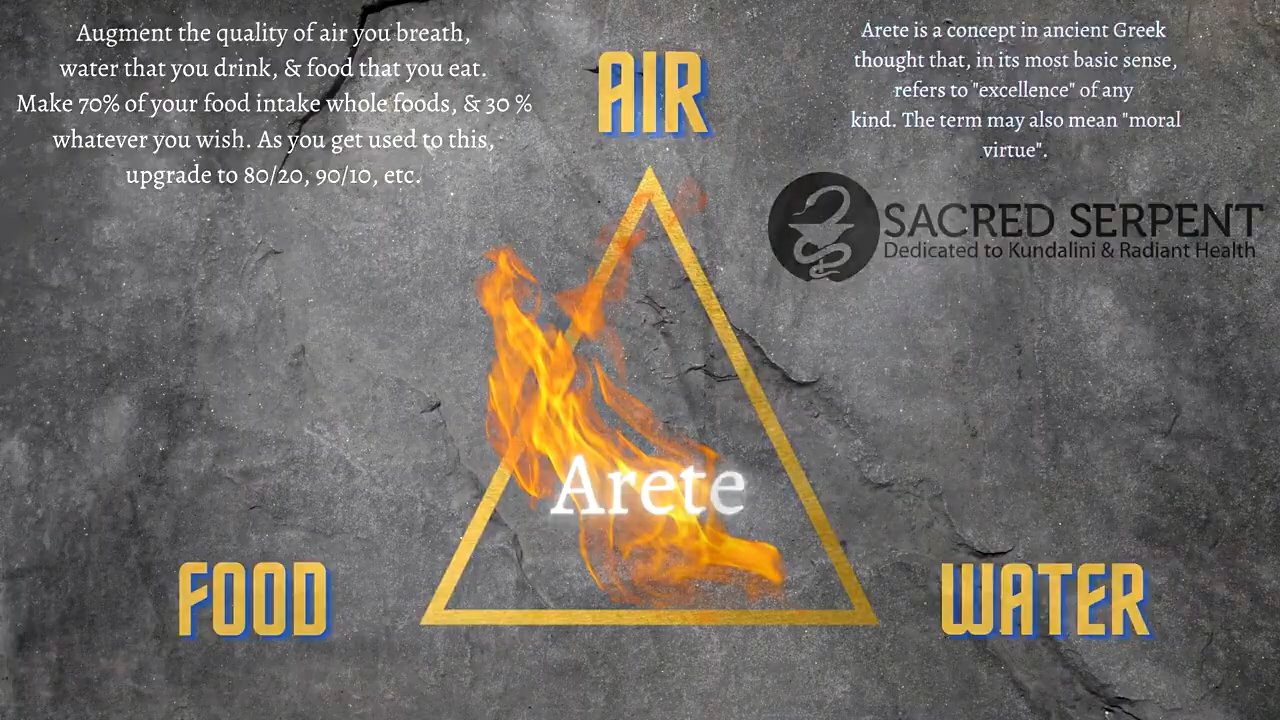 Augment the quality of air you breath,
water that you drink, & food that you eat.
Make 70% of your food intake whole foods, & 30 %
whatever you wish. As you get used to this,
upgrade to 80/20, 90/10, etc.
AIR
Arete is a concept in ancient Greek
thought that, in its most basic sense,
refers to "excellence" of any
kind. The term may also mean "moral
virtue".
SACRED SERPENT
Dedicated to Kundalini & Radiant Health
Arete
FOOD
WATER